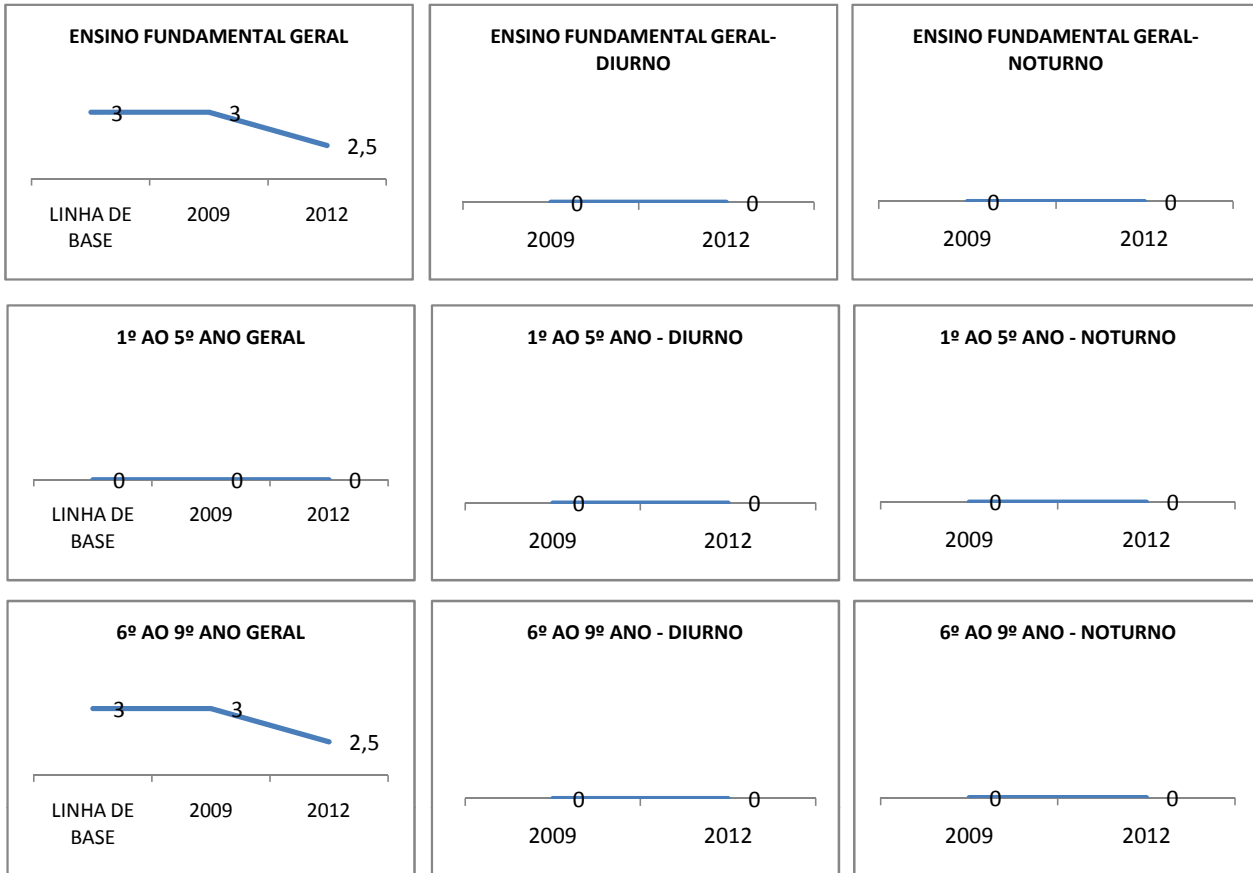 ENSINO FUNDAMENTAL GERAL
3
3
2,5
LINHA DE
BASE
2009
2012
ENSINO FUNDAMENTAL GERAL-
DIURNO
0
0
2009
2012
ENSINO FUNDAMENTAL GERAL-
NOTURNO
0
0
2009
2012
1º AO 5º ANO GERAL
0
0
0
LINHA DE
BASE
2009
2012
1º AO 5º ANO - DIURNO
0
0
2009
2012
1º AO 5º ANO - NOTURNO
0
0
2009
2012
6º AO 9º ANO GERAL
3
3
2,5
LINHA DE
BASE
2009
2012
6º AO 9º ANO - DIURNO
0
0
2009
2012
6º AO 9º ANO - NOTURNO
0
0
2009
2012